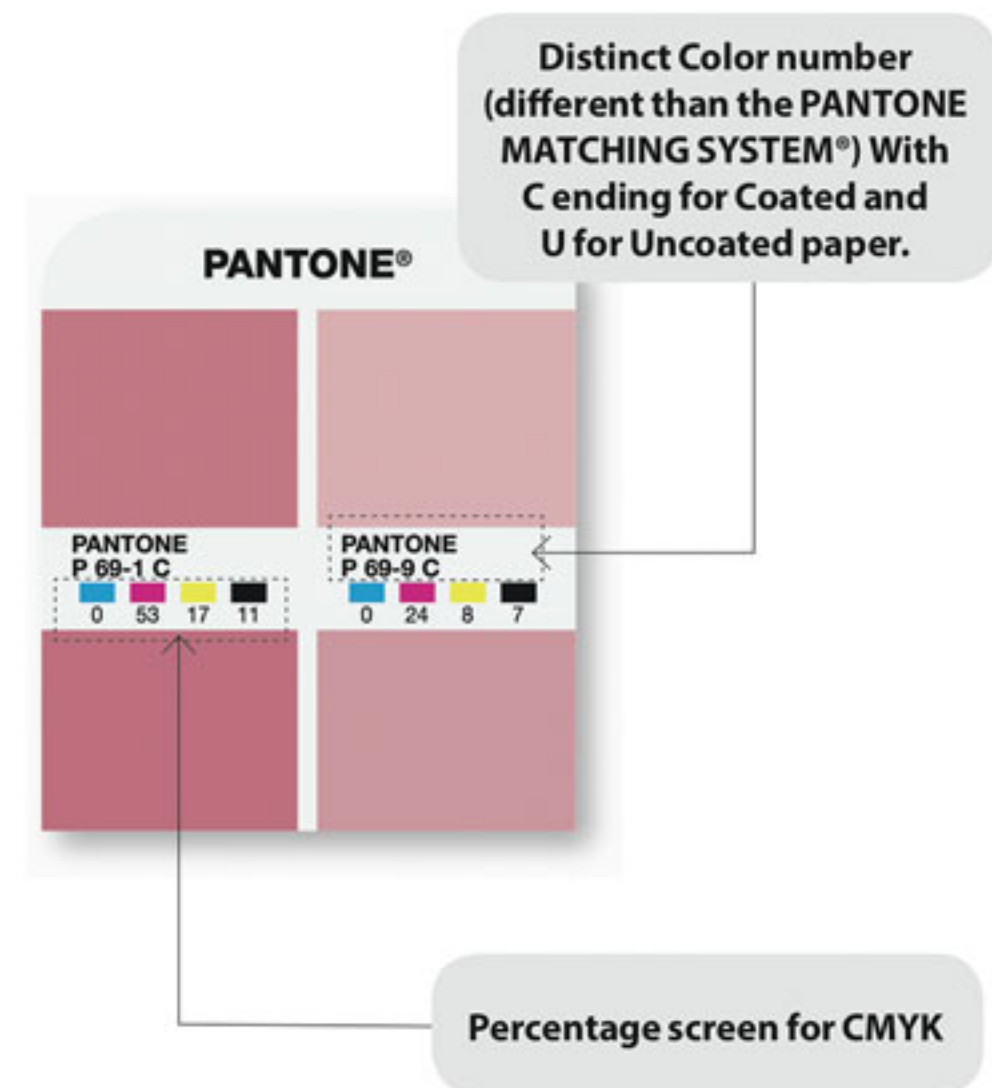 Distinct Color number
(different than the PANTONE
MATCHING SYSTEM®) With
C ending for Coated and
U for Uncoated paper.
PANTONE®
PANTONE
P 69-1 C
0 53 17 11
PANTONE
P 69-9 C
0 24 8 7
Percentage screen for CMYK